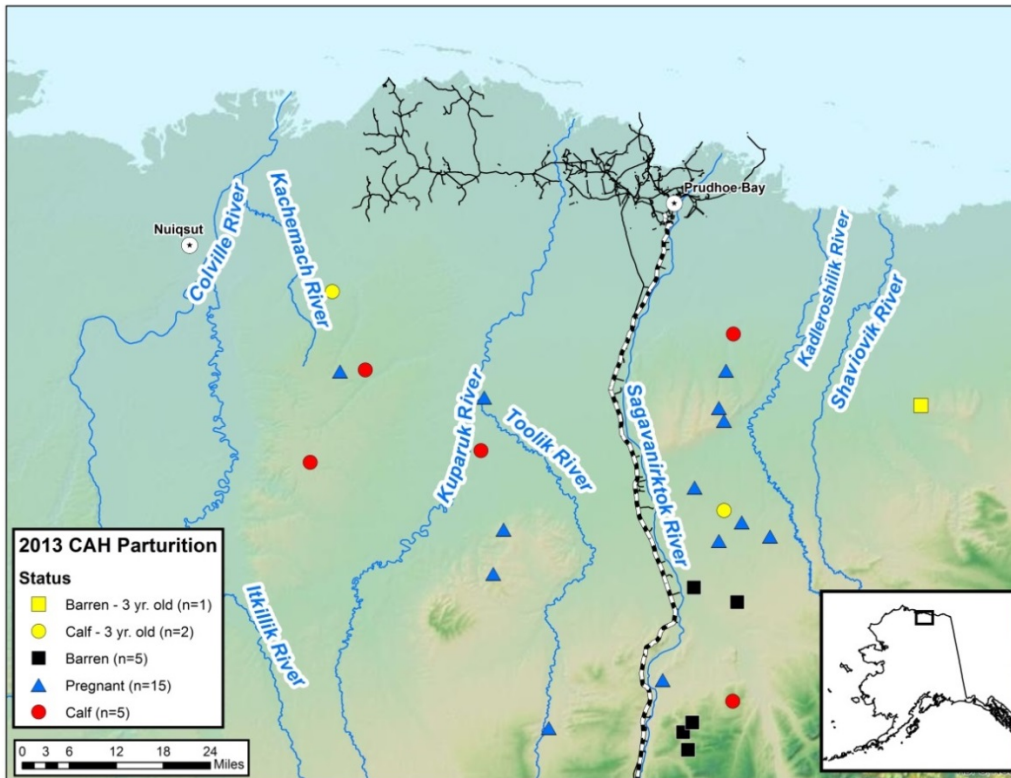 Prudhoe Bay
Nuiqsut
Colville River
Kachemach River
Kadleroshilik River
Shaviovik River
Kuparuk River
Toolik River
Sagavanirktok River
Itkillik River
2013 CAH Parturition
Status
Barren - 3 yr. old (n=1)
Calf - 3 yr. old (n=2)
Barren (n=5)
Pregnant (n=15)
Calf (n=5)
0 3 6 12 18 24
Miles